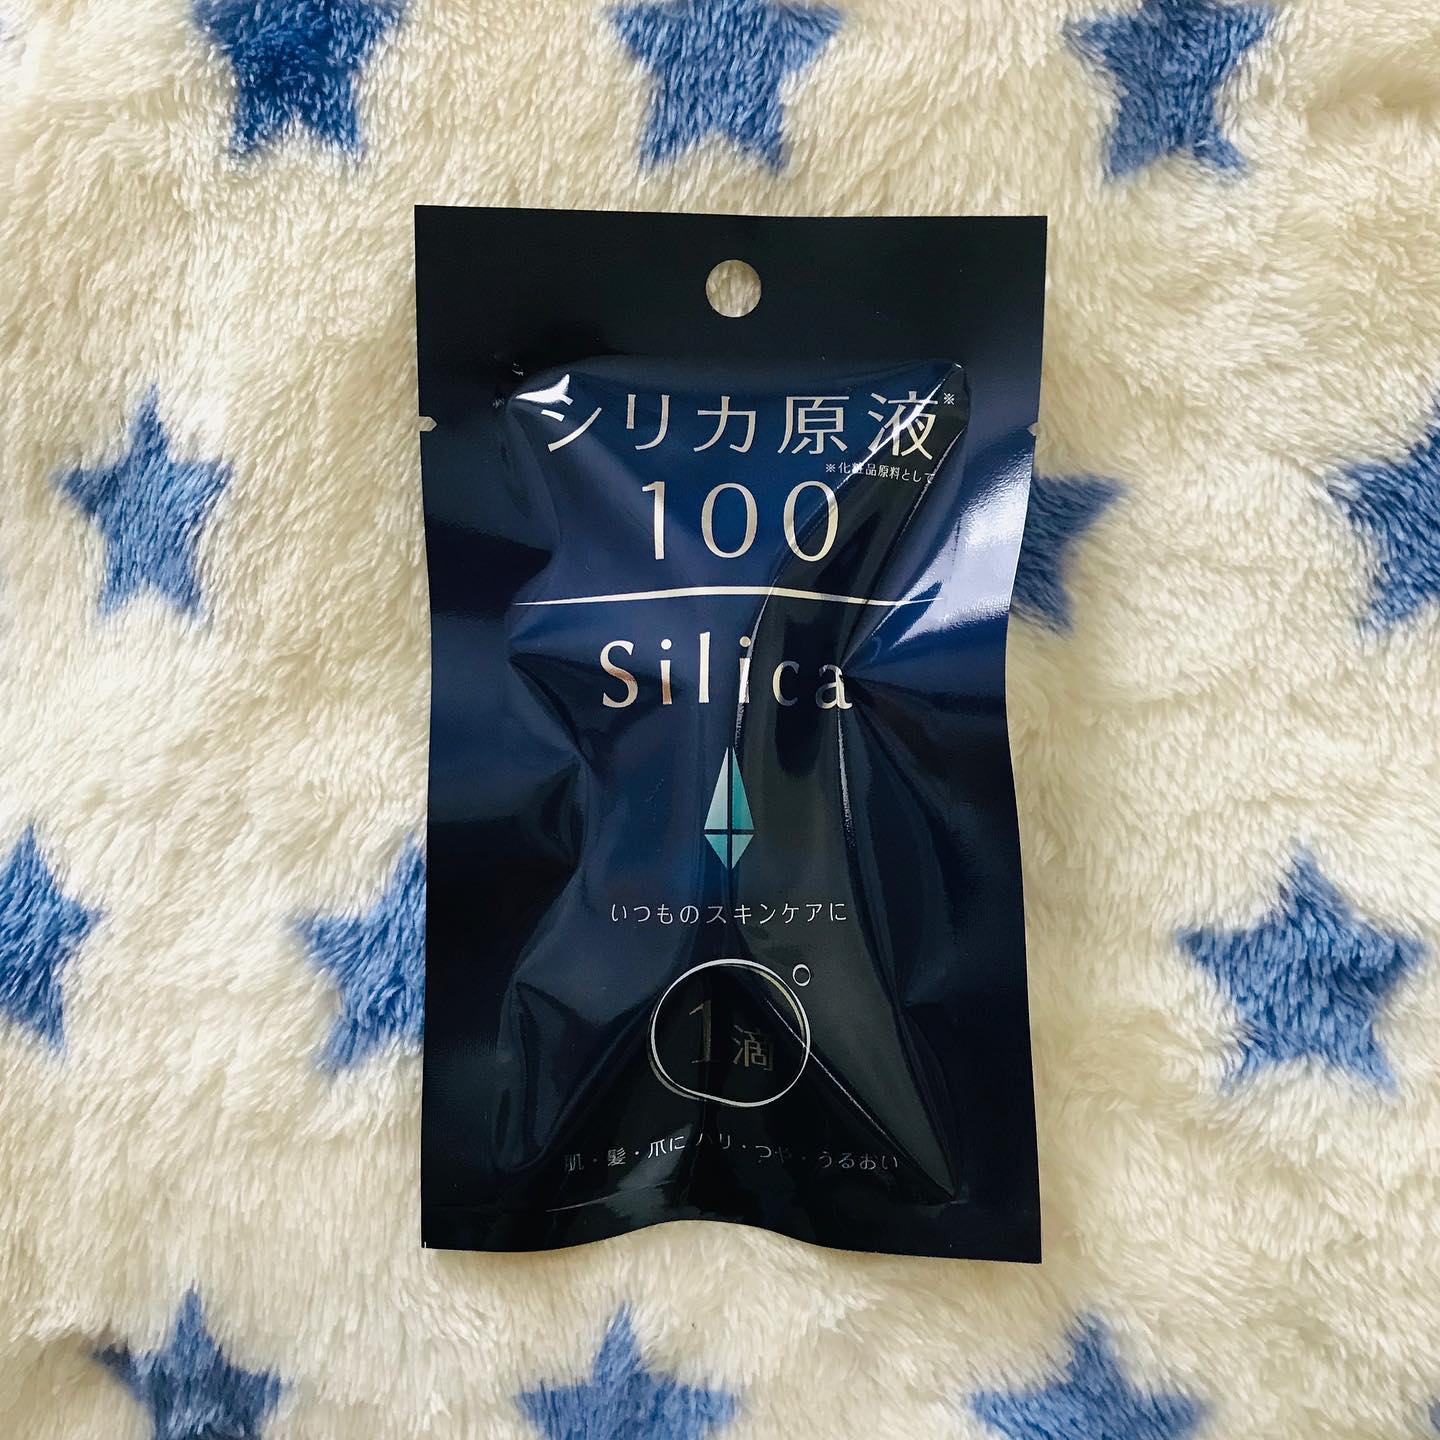 シリカ原液※
※化粧品原料として
100
Silica
いつものスキンケアに
1滴
肌・髪・爪に ハリ・つや・うるおい